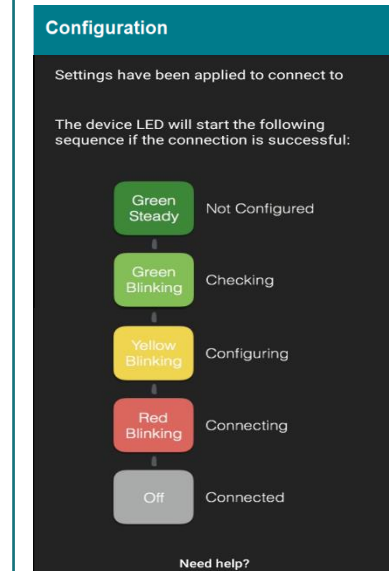 Configuration
Settings have been applied to connect to
The device LED will start the following
sequence if the connection is successful:
Green
Steady
Not Configured
Green
Blinking
Checking
Yellow
Blinking
Configuring
Red
Blinking
Connecting
Off
Connected
Need help?